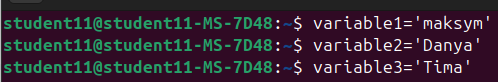 student11@student11-MS-7D48:~$ variable1='maksym'
student11@student11-MS-7D48:~$ variable2='Danya'
student11@student11-MS-7D48:~$ variable3='Tima'